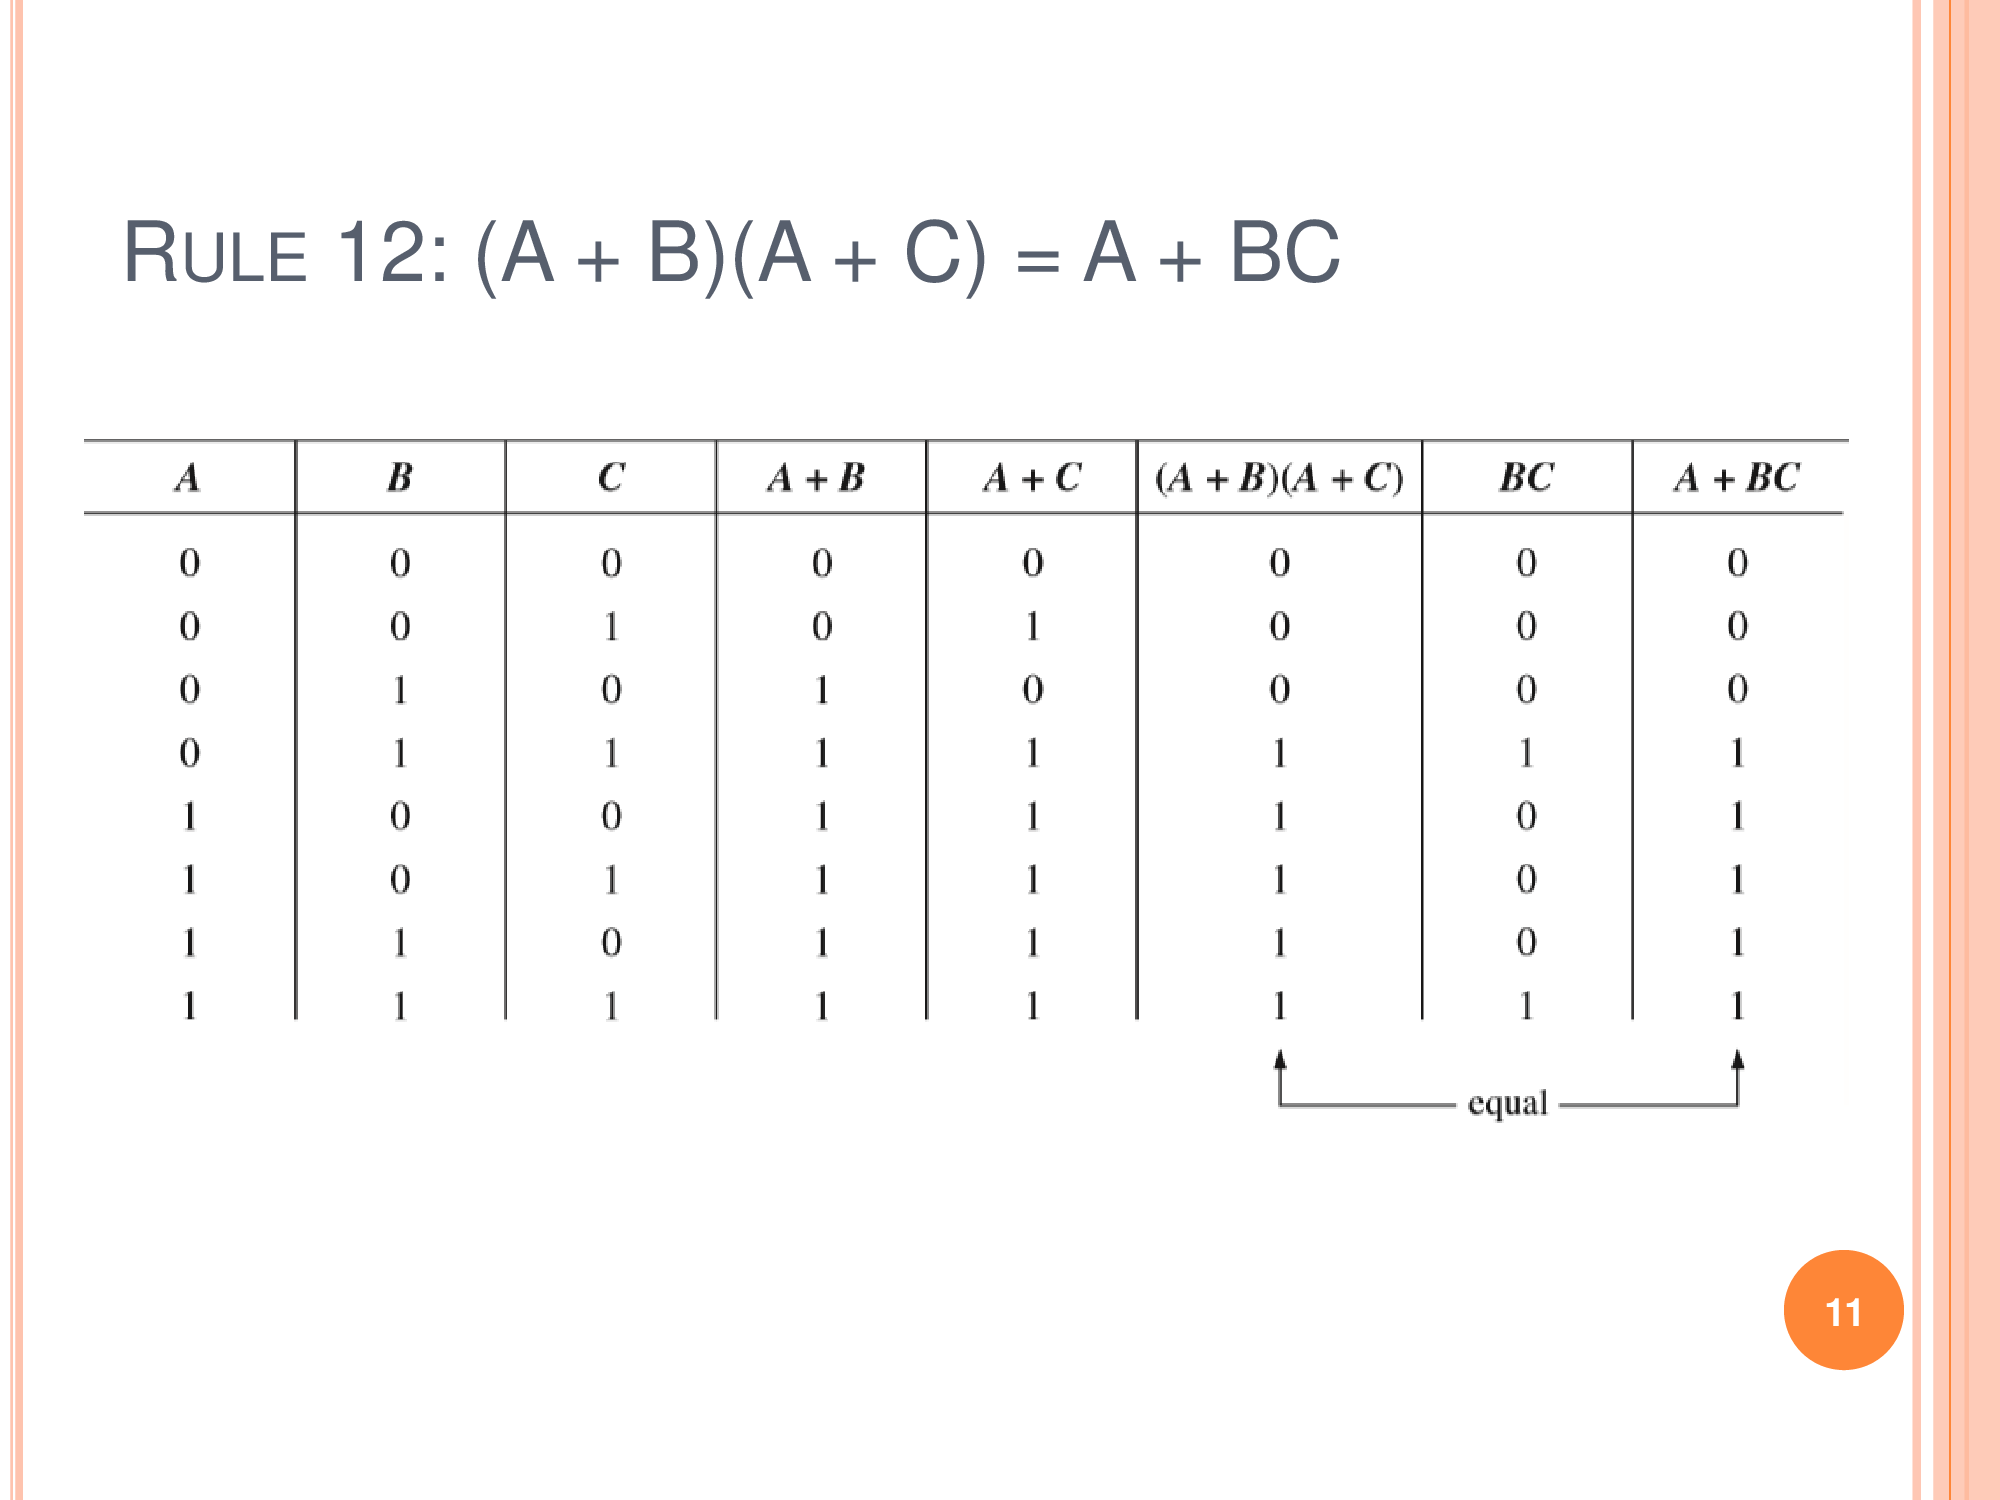 RULE 12: (A + B)(A + C) = A + BC
A B C A + B A + C (A + B)(A + C) BC A + BC
0 0 0 0 0 0 0 0
0 0 1 0 1 0 0 0
0 1 0 1 0 0 0 0
0 1 1 1 1 1 1 1
1 0 0 1 1 1 0 1
1 0 1 1 1 1 0 1
1 1 0 1 1 1 0 1
1 1 1 1 1 1 1 1
equal
11